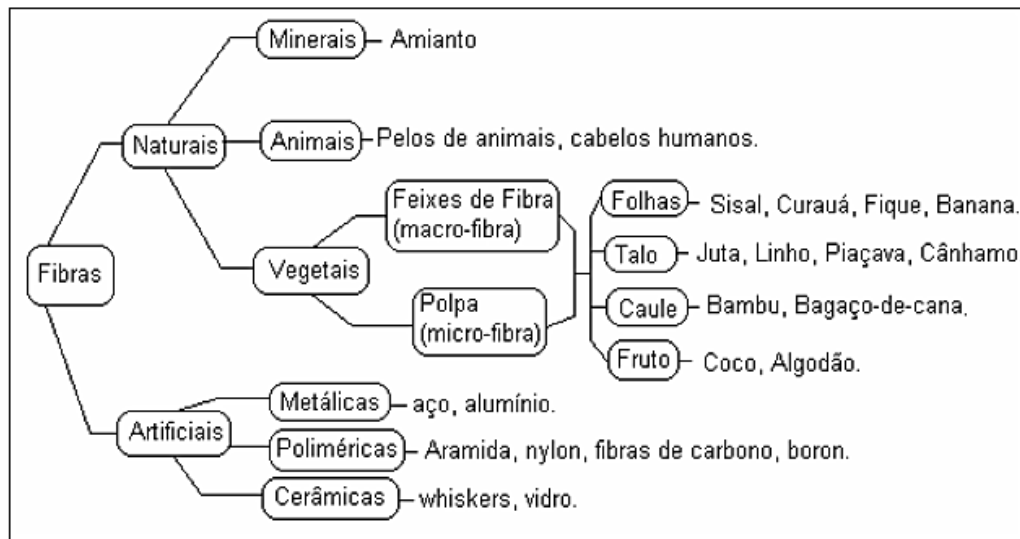 Minerais
Amianto
Naturais
Animais
Pelos de animais, cabelos humanos.
Feixes de Fibra
(macro-fibra)
Folhas
Sisal, Curauá, Fique, Banana.
Fibras
Vegetais
Talo
Juta, Linho, Piaçava, Cânhamo
Polpa
(micro-fibra)
Caule
Bambu, Bagaço-de-cana.
Fruto
Coco, Algodão.
Artificiais
Metálicas
aço, alumínio.
Poliméricas
Aramida, nylon, fibras de carbono, boron.
Cerâmicas
whiskers, vidro.